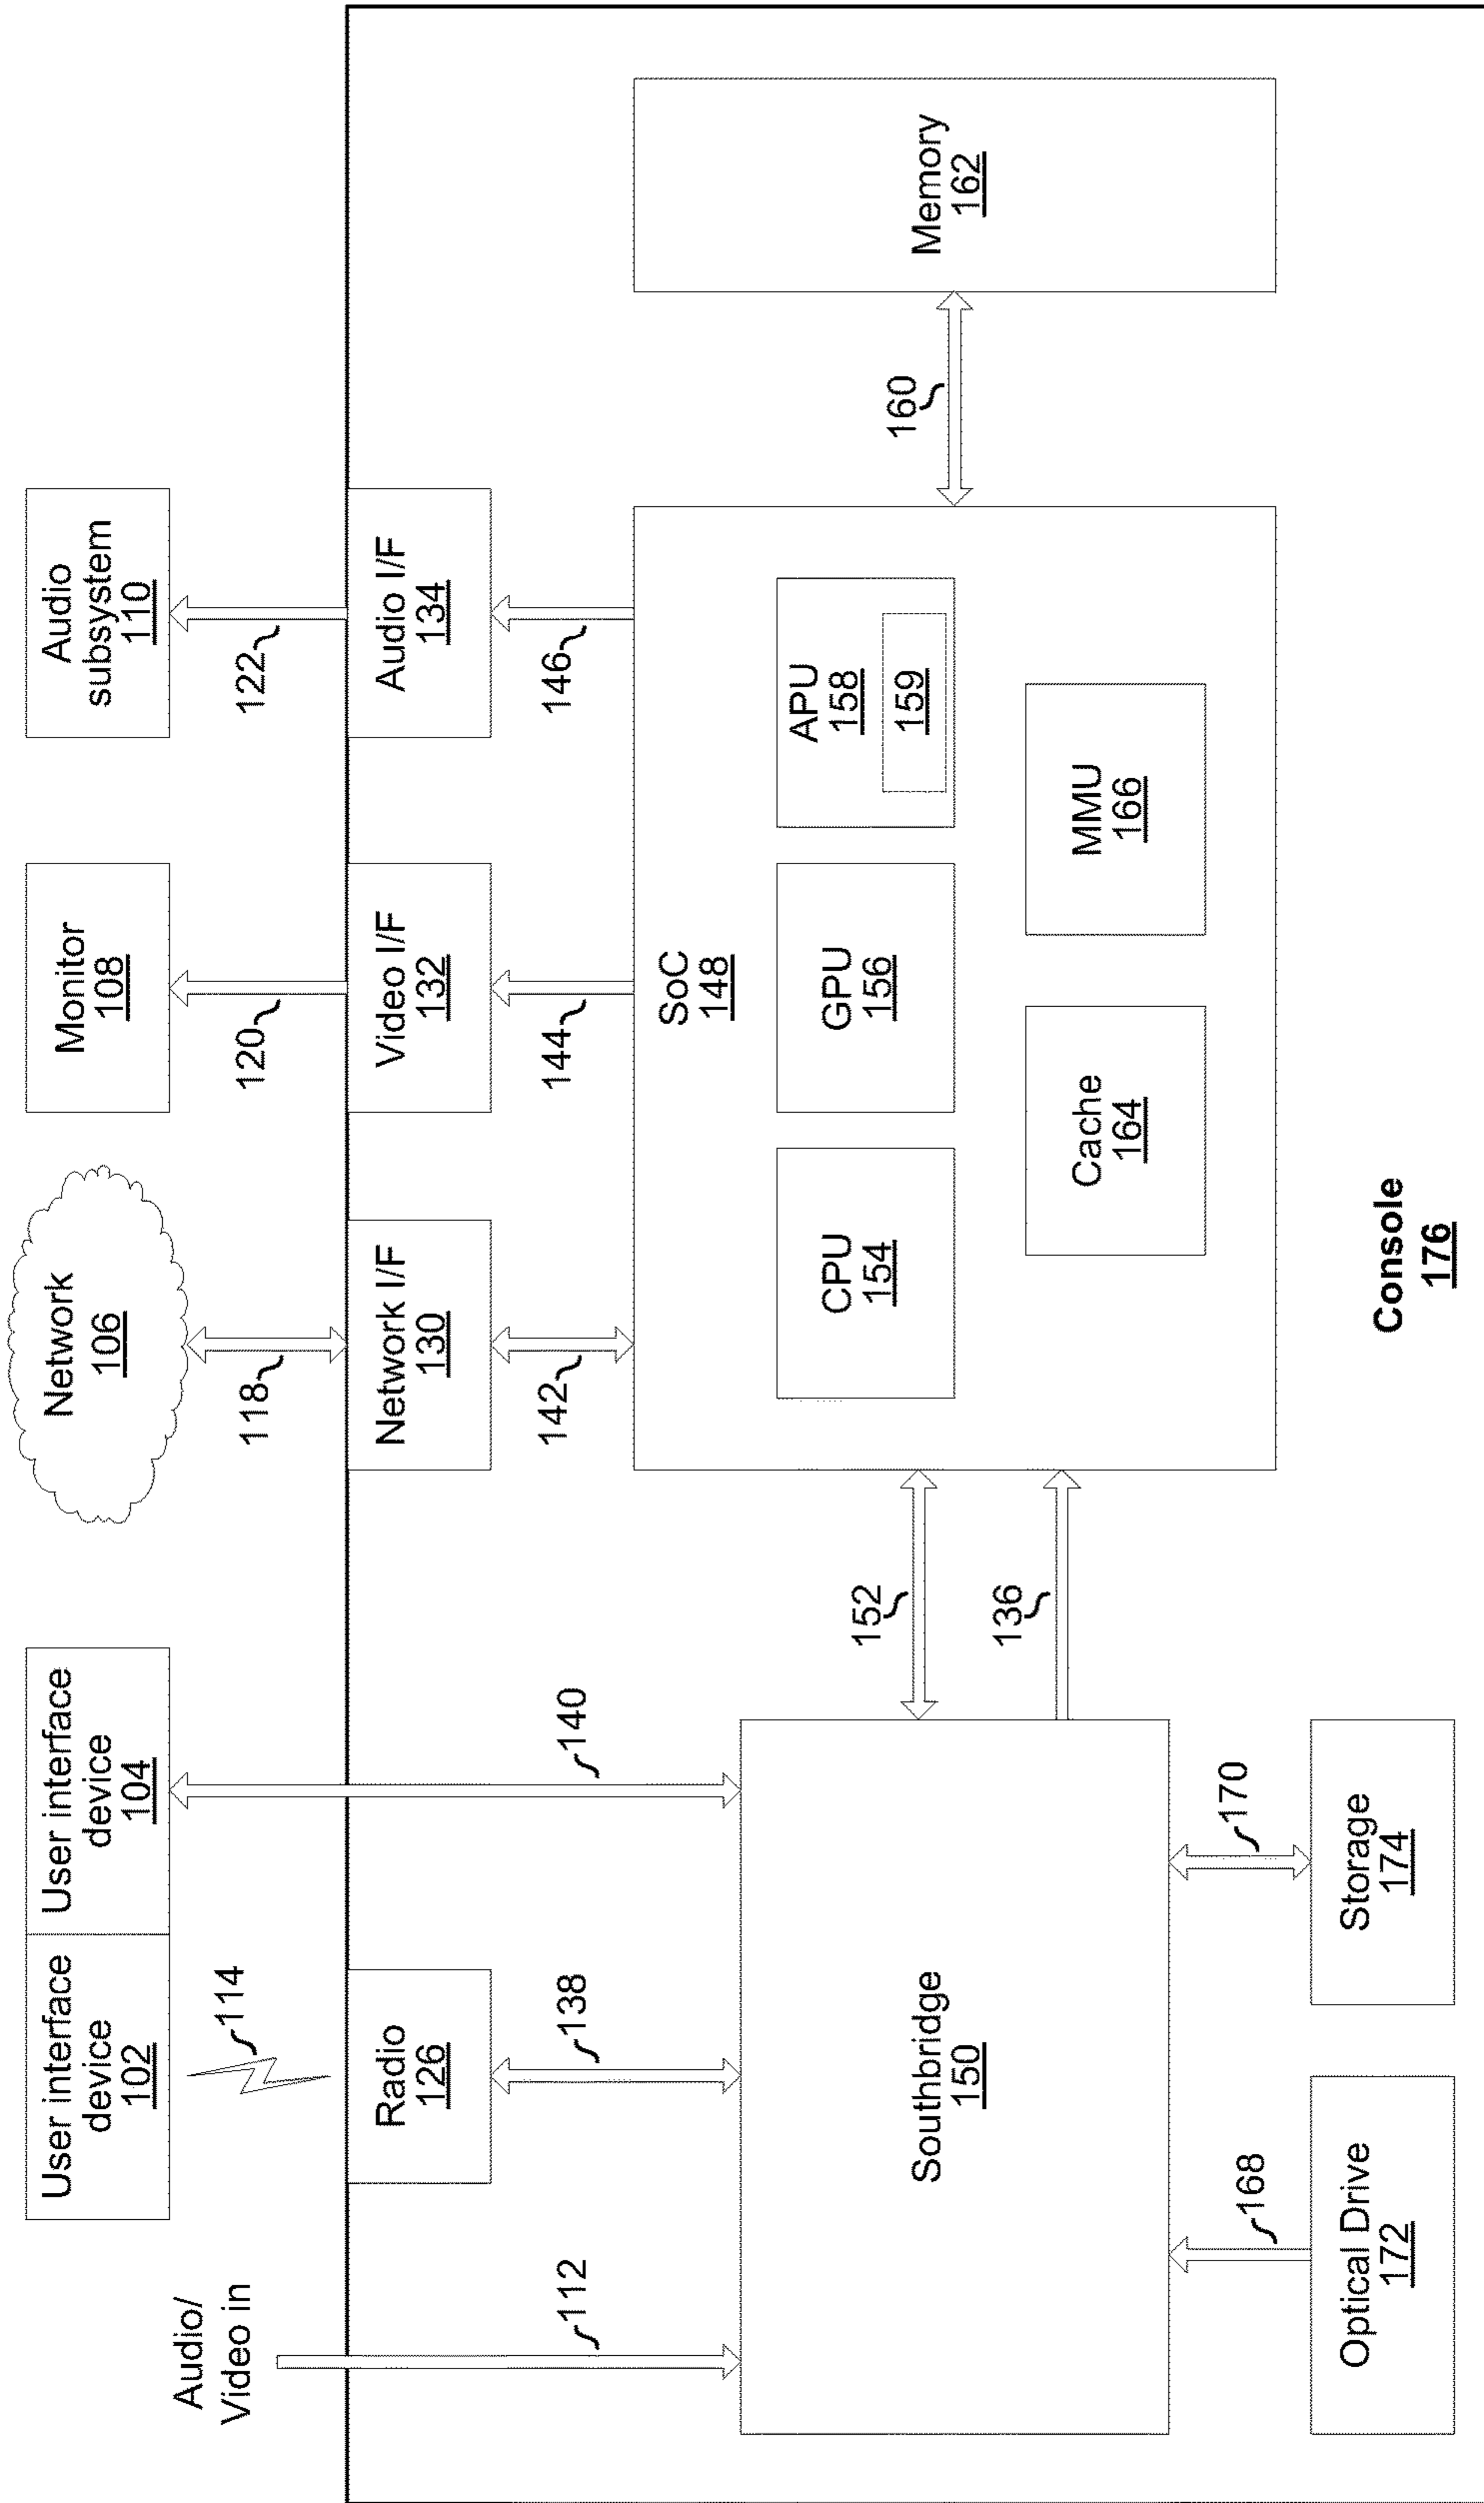 Audio/
Video in
User interface
device
102
User interface
device
104
Network
106
Monitor
108
Audio
subsystem
110
114
118
120
122
Radio
126
Network I/F
130
Video I/F
132
Audio I/F
134
112
138
140
142
144
146
Southbridge
150
152
136
SoC
148
CPU
154
GPU
156
APU
158
159
Cache
164
MMU
166
160
Memory
162
168
170
Optical Drive
172
Storage
174
Console
176